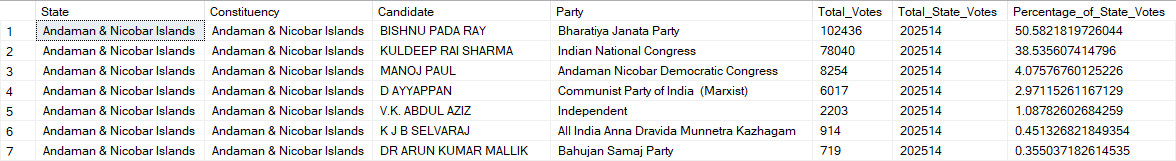 State Constituency Candidate Party Total_Votes Total_State_Votes Percentage_of_State_Votes
1 Andaman & Nicobar Islands Andaman & Nicobar Islands BISHNU PADA RAY Bharatiya Janata Party 102436 202514 50.5821819726044
2 Andaman & Nicobar Islands Andaman & Nicobar Islands KULDEEP RAI SHARMA Indian National Congress 78040 202514 38.535607414796
3 Andaman & Nicobar Islands Andaman & Nicobar Islands MANOJ PAUL Andaman Nicobar Democratic Congress 8254 202514 4.07576760125226
4 Andaman & Nicobar Islands Andaman & Nicobar Islands D AYYAPPAN Communist Party of India  (Marxist) 6017 202514 2.97115261167129
5 Andaman & Nicobar Islands Andaman & Nicobar Islands V.K. ABDUL AZIZ Independent 2203 202514 1.08782602684259
6 Andaman & Nicobar Islands Andaman & Nicobar Islands K J B SELVARAJ All India Anna Dravida Munnetra Kazhagam 914 202514 0.451326821849354
7 Andaman & Nicobar Islands Andaman & Nicobar Islands DR ARUN KUMAR MALLIK Bahujan Samaj Party 719 202514 0.355037182614535